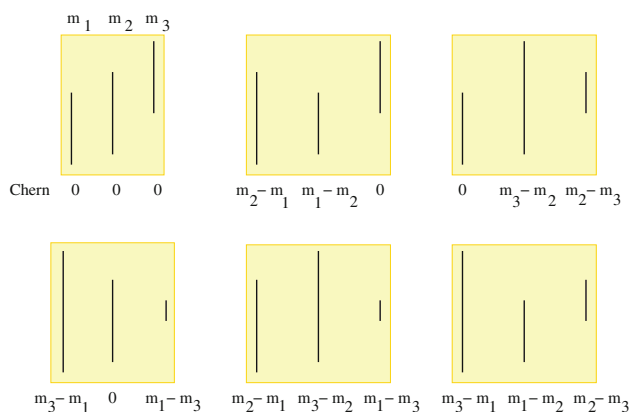 m₁ m₂ m₃
Chern 0 0 0
m₂−m₁ m₁−m₂ 0
0 m₃−m₂ m₂−m₃
m₃−m₁ 0 m₁−m₃
m₂−m₁ m₃−m₂ m₁−m₃
m₃−m₁ m₁−m₂ m₂−m₃